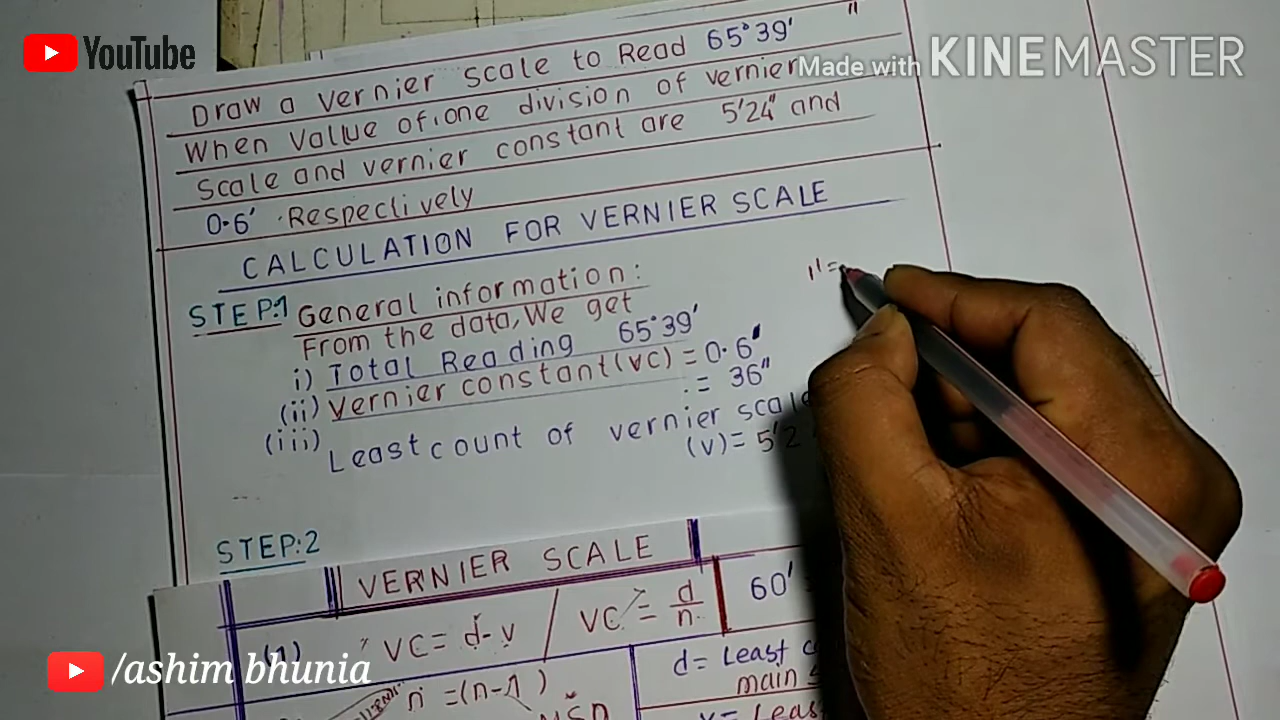 YouTube
Made with KINEMASTER
Draw a vernier scale to Read 65°39' "
When Value of one division of vernier
Scale and vernier constant are 5'24" and
0.6' Respectively
CALCULATION FOR VERNIER SCALE
STEP:1 General information:
From the data, We get
i) Total Reading 65°39'
(ii) Vernier constant (VC) = 0.6'
= 36"
(iii) Least count of vernier scale
(v) = 5'2
1' =
STEP:2
VERNIER SCALE
(1) VC = d - v / VC = d/n 60'
d = Least
main
n = (n-1)
v = Leas
/ashim bhunia